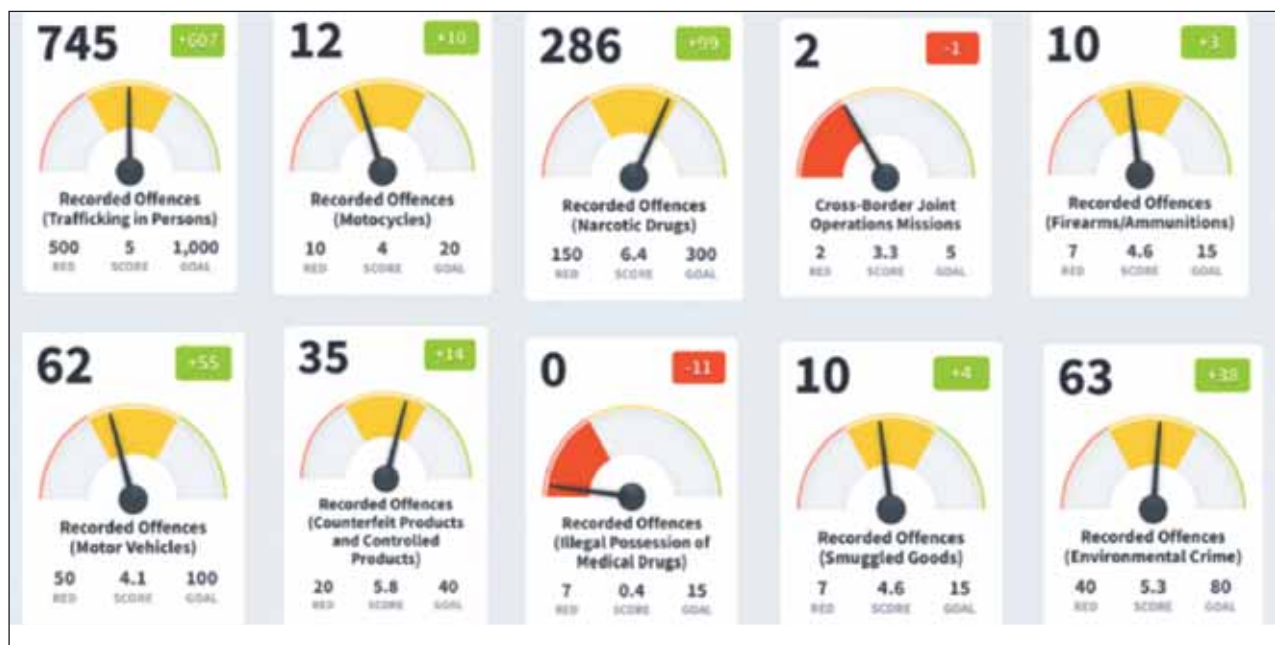 745 +607
12 +10
286 +99
2 -1
10 +3
Recorded Offences
(Trafficking in Persons)
500 5 1,000
RED SCORE GOAL
Recorded Offences
(Motocycles)
10 4 20
RED SCORE GOAL
Recorded Offences
(Narcotic Drugs)
150 6.4 300
RED SCORE GOAL
Cross-Border Joint
Operations Missions
2 3.3 5
RED SCORE GOAL
Recorded Offences
(Firearms/Ammunitions)
7 4.6 15
RED SCORE GOAL
62 +55
35 +14
0 -11
10 +4
63 +38
Recorded Offences
(Motor Vehicles)
50 4.1 100
RED SCORE GOAL
Recorded Offences
(Counterfeit Products
and Controlled
Products)
20 5.8 40
RED SCORE GOAL
Recorded Offences
(Illegal Possession of
Medical Drugs)
7 0.4 15
RED SCORE GOAL
Recorded Offences
(Smuggled Goods)
7 4.6 15
RED SCORE GOAL
Recorded Offences
(Environmental Crime)
40 5.3 80
RED SCORE GOAL